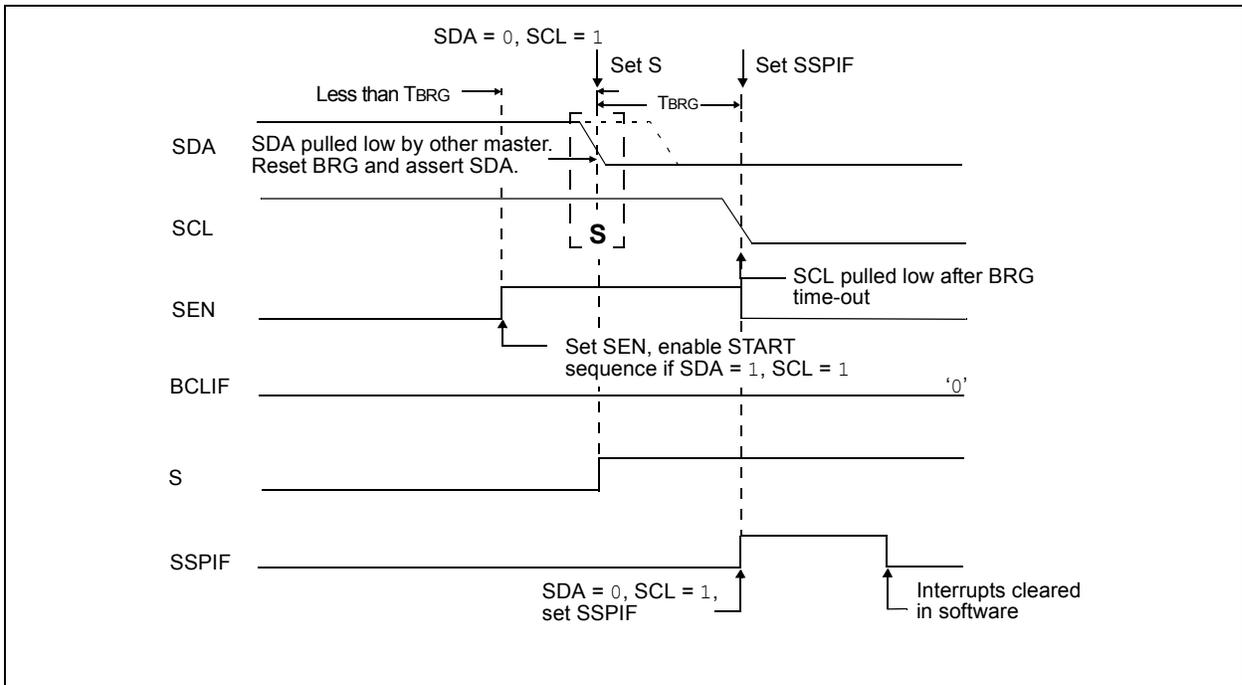 SDA = 0, SCL = 1
Set S
Set SSPIF
Less than TBRG
TBRG
SDA
SDA pulled low by other master.
Reset BRG and assert SDA.
SCL
S
SCL pulled low after BRG
time-out
SEN
Set SEN, enable START
sequence if SDA = 1, SCL = 1
BCLIF
‘0’
S
SSPIF
SDA = 0, SCL = 1,
set SSPIF
Interrupts cleared
in software